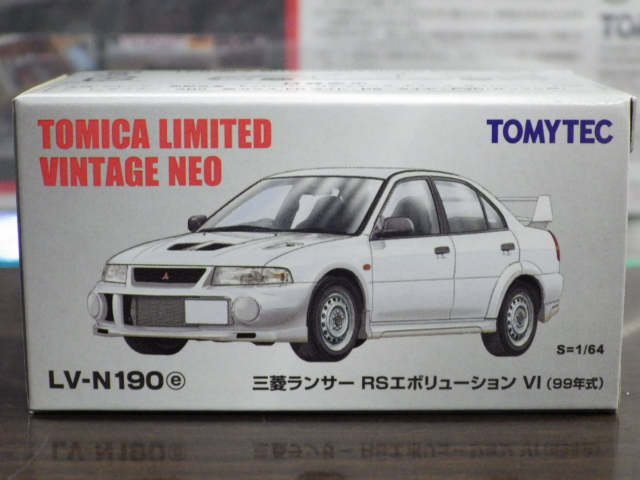 TOMICA LIMITED
VINTAGE NEO
TOMYTEC
S=1/64
LV-N190ⓔ
三菱ランサー RSエボリューション VI (99年式)